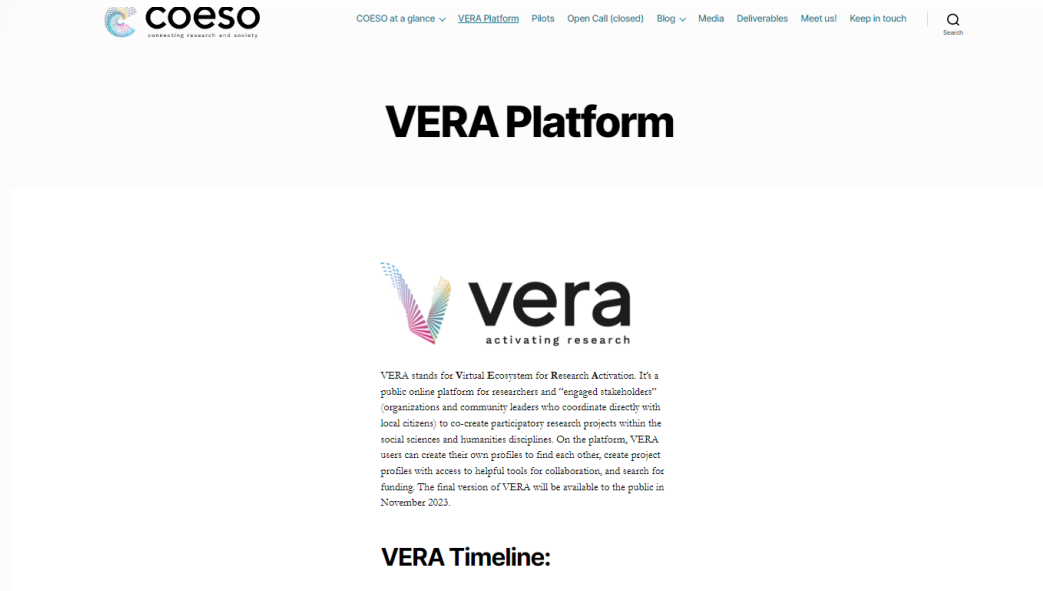 coeso
connecting research and society
COESO at a glance VERA Platform Pilots Open Call (closed) Blog Media Deliverables Meet us! Keep in touch
Search
VERA Platform
vera
activating research
VERA stands for Virtual Ecosystem for Research Activation. It's a
public online platform for researchers and “engaged stakeholders”
(organizations and community leaders who coordinate directly with
local citizens) to co-create participatory research projects within the
social sciences and humanities disciplines. On the platform, VERA
users can create their own profiles to find each other, create project
profiles with access to helpful tools for collaboration, and search for
funding. The final version of VERA will be available to the public in
November 2023.
VERA Timeline: